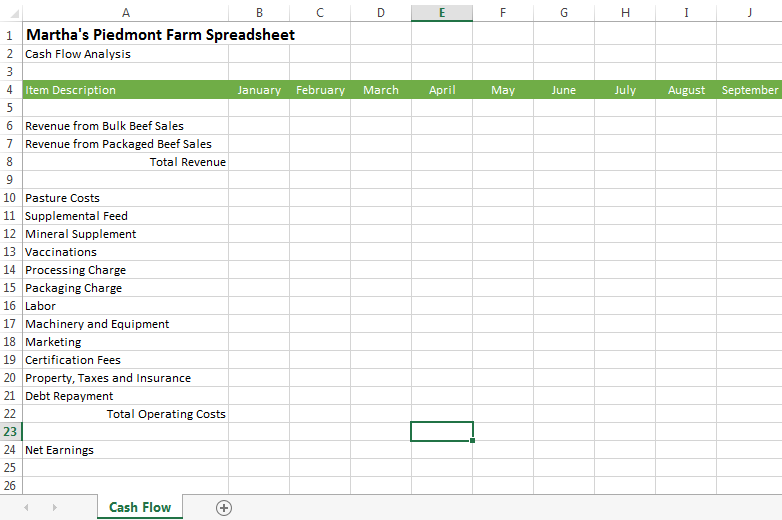 A B C D E F G H I J
1 Martha's Piedmont Farm Spreadsheet
2 Cash Flow Analysis
3
4 Item Description January February March April May June July August September
5
6 Revenue from Bulk Beef Sales
7 Revenue from Packaged Beef Sales
8 Total Revenue
9
10 Pasture Costs
11 Supplemental Feed
12 Mineral Supplement
13 Vaccinations
14 Processing Charge
15 Packaging Charge
16 Labor
17 Machinery and Equipment
18 Marketing
19 Certification Fees
20 Property, Taxes and Insurance
21 Debt Repayment
22 Total Operating Costs
23
24 Net Earnings
25
26
Cash Flow